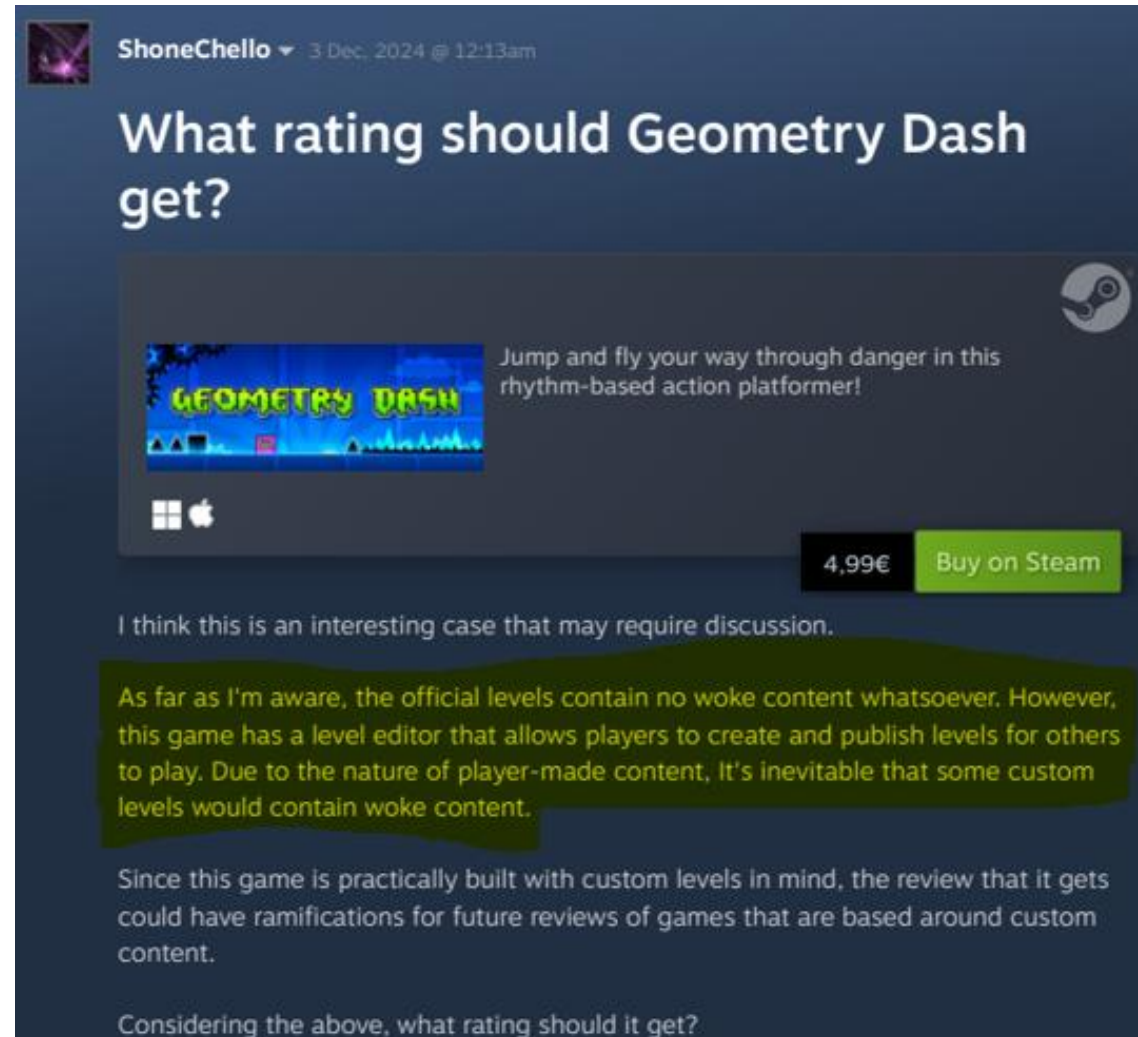 ShoneChello 3 Dec, 2024 @ 12:13am
What rating should Geometry Dash
get?
GEOMETRY DASH
Jump and fly your way through danger in this
rhythm-based action platformer!
4,99€ Buy on Steam
I think this is an interesting case that may require discussion.
As far as I'm aware, the official levels contain no woke content whatsoever. However,
this game has a level editor that allows players to create and publish levels for others
to play. Due to the nature of player-made content, It's inevitable that some custom
levels would contain woke content.
Since this game is practically built with custom levels in mind, the review that it gets
could have ramifications for future reviews of games that are based around custom
content.
Considering the above, what rating should it get?